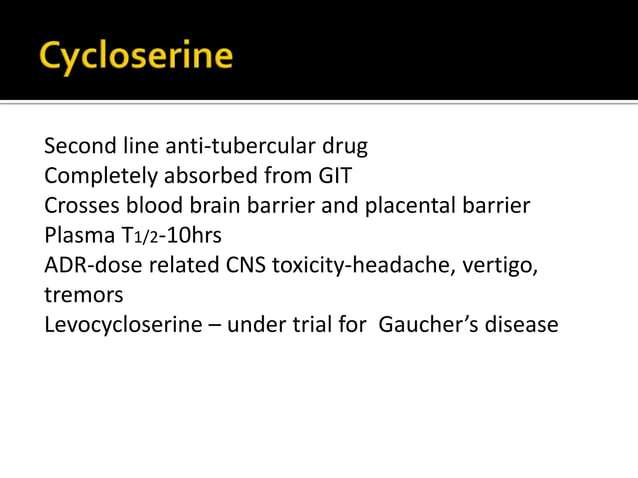 Cycloserine
Second line anti-tubercular drug
Completely absorbed from GIT
Crosses blood brain barrier and placental barrier
Plasma T1/2-10hrs
ADR-dose related CNS toxicity-headache, vertigo,
tremors
Levocycloserine – under trial for  Gaucher’s disease